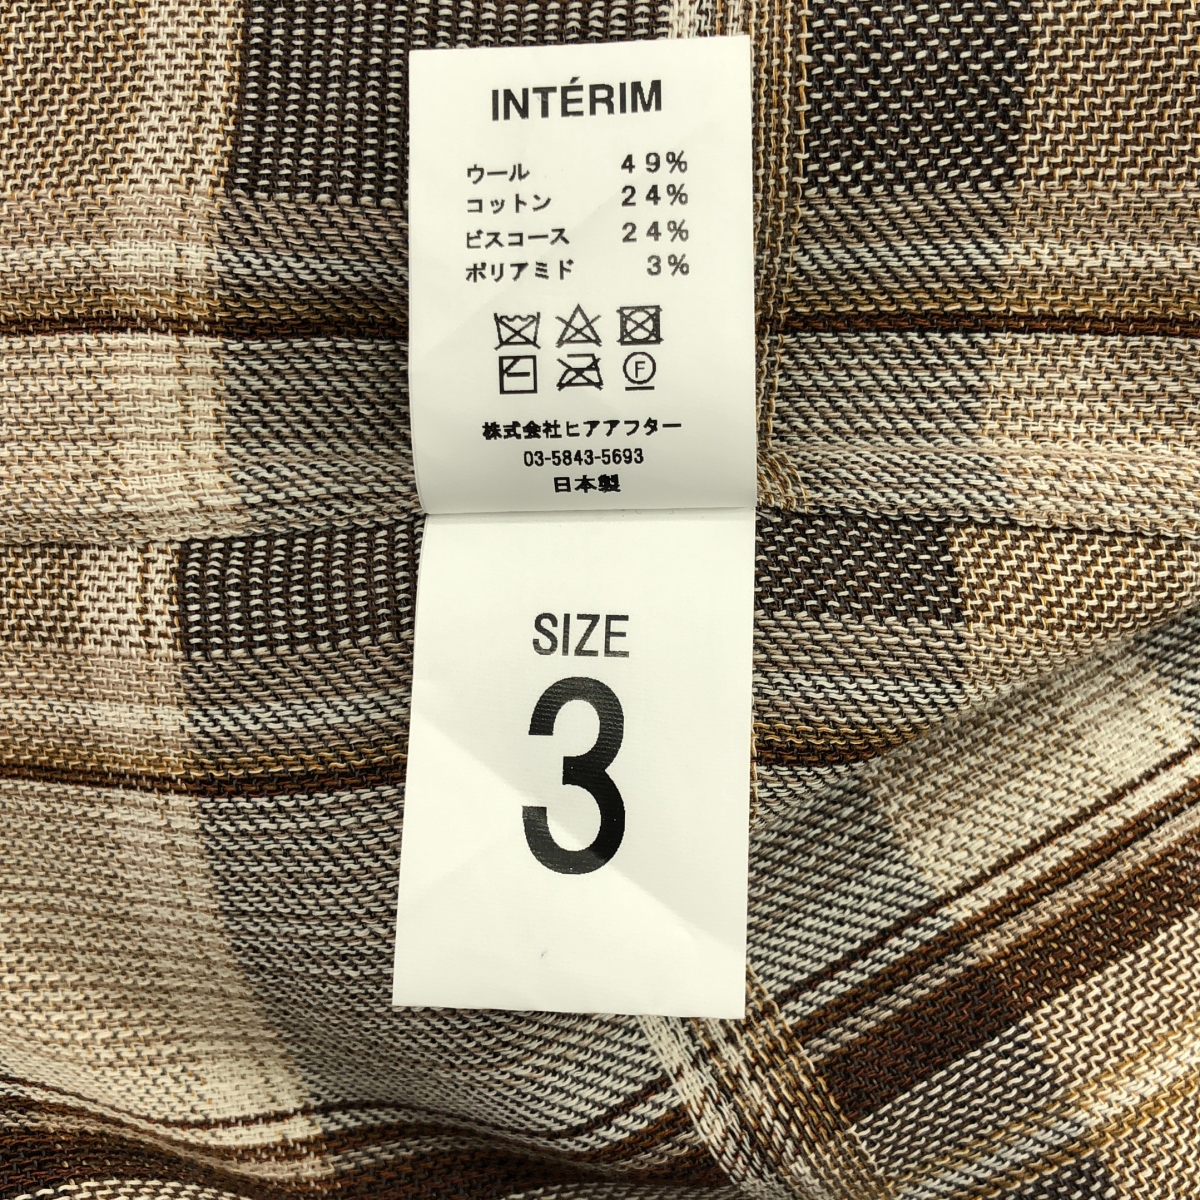 INTÉRIM
ウール 49%
コットン 24%
ビスコース 24%
ポリアミド 3%
F
株式会社ヒアアフター
03-5843-5693
日本製
SIZE
3